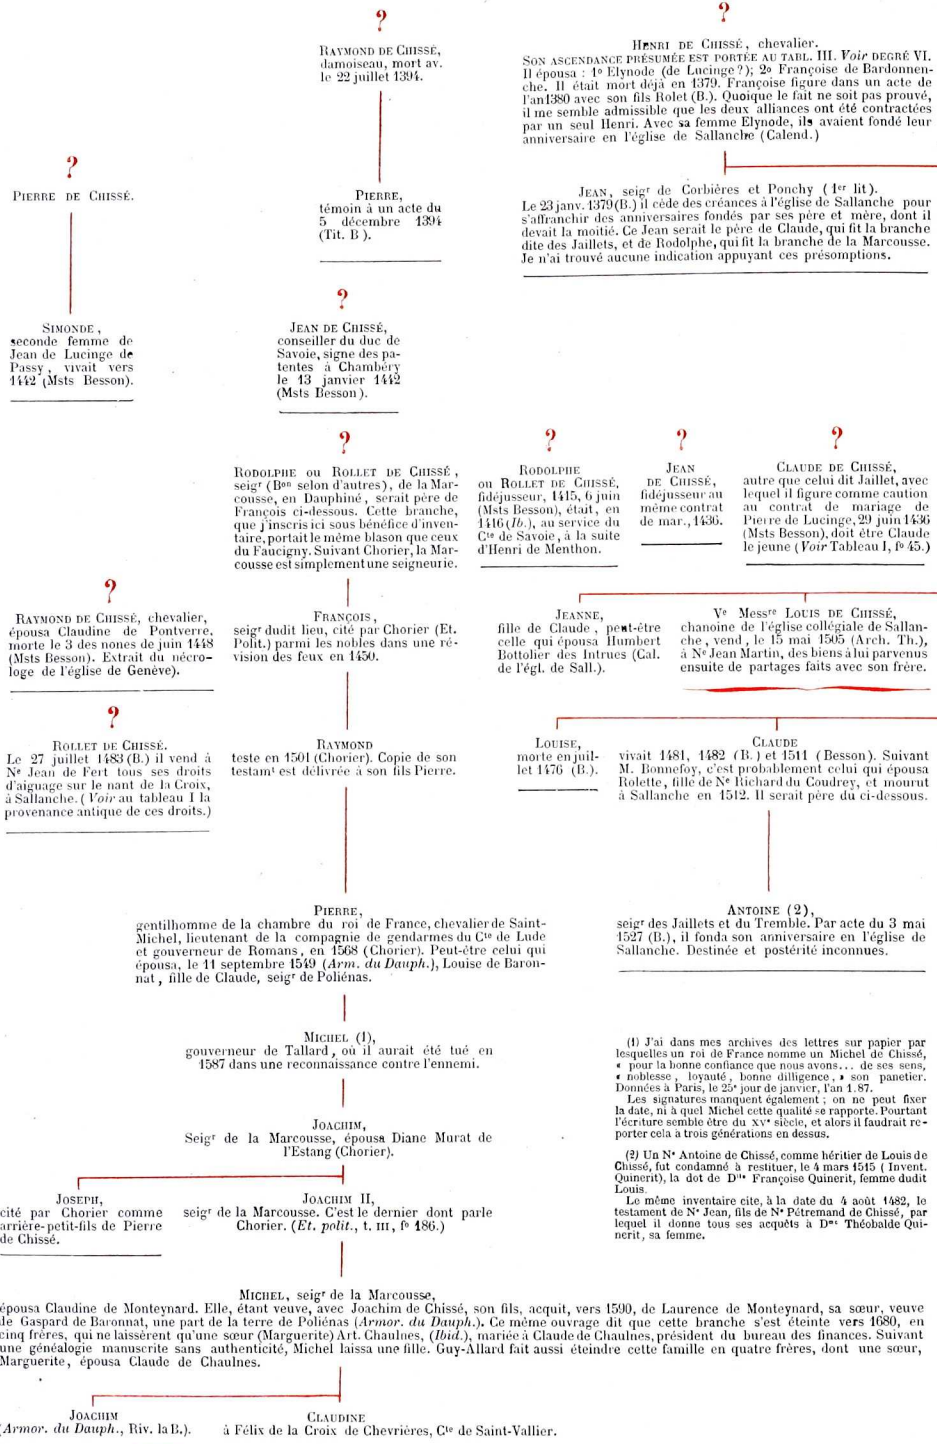 ?
RAYMOND DE CHISSÉ,
damoiseau, mort av.
le 22 juillet 1394.
?
HENRI DE CHISSÉ, chevalier.
SON ASCENDANCE PRÉSUMÉE EST PORTÉE AU TABL. III. Voir DEGRÉ VI.
Il épousa : 1º Elynode (de Lucinge?); 2º Françoise de Bardonnen-
che. Il était mort déjà en 1379. Françoise figure dans un acte de
l'an 1380 avec son fils Rolet (B.). Quoique le fait ne soit pas prouvé,
il me semble admissible que les deux alliances ont été contractées
par un seul Henri. Avec sa femme Elynode, ils avaient fondé leur
anniversaire en l'église de Sallanche (Calend.)
?
PIERRE DE CHISSÉ.
PIERRE,
témoin à un acte du
5 décembre 1394
(Tit. B ).
JEAN, seigr de Corbières et Ponchy (1er lit).
Le 23 janv. 1379 (B.) il cède des créances à l'église de Sallanche pour
s'affranchir des anniversaires fondés par ses père et mère, dont il
devait la moitié. Ce Jean serait le père de Claude, qui fit la branche
dite des Jaillets, et de Rodolphe, qui fit la branche de la Marcousse.
Je n'ai trouvé aucune indication appuyant ces présomptions.
SIMONDE,
seconde femme de
Jean de Lucinge de
Passy, vivait vers
1442 (Msts Besson).
?
JEAN DE CHISSÉ,
conseiller du duc de
Savoie, signe des pa-
tentes à Chambéry
le 13 janvier 1442
(Msts Besson).
?
RODOLPHE OU ROLLET DE CHISSÉ,
seigr (Bon selon d'autres), de la Mar-
cousse, en Dauphiné, serait père de
François ci-dessous. Cette branche,
que j'inscris ici sous bénéfice d'inven-
taire, portait le même blason que ceux
du Faucigny. Suivant Chorier, la Mar-
cousse est simplement une seigneurie.
?
RODOLPHE
OU ROLLET DE CHISSÉ,
fidéjusseur, 1415, 6 juin
(Msts Besson), était, en
1416 (Ib.), au service du
Cte de Savoie, à la suite
d'Henri de Menthon.
?
JEAN
DE CHISSÉ,
fidéjusseur au
même contrat
de mar., 1436.
?
CLAUDE DE CHISSÉ,
autre que celui dit Jaillet, avec
lequel il figure comme caution
au contrat de mariage de
Pierre de Lucinge, 29 juin 1436
(Msts Besson), doit être Claude
le jeune (Voir Tableau I, fº 45.)
?
RAYMOND DE CHISSÉ, chevalier,
épousa Claudine de Pontverre,
morte le 3 des nones de juin 1448
(Msts Besson). Extrait du nécro-
loge de l'église de Genève).
FRANÇOIS,
seigr dudit lieu, cité par Chorier (Et.
Polit.) parmi les nobles dans une ré-
vision des feux en 1450.
JEANNE,
fille de Claude, peut-être
celle qui épousa Humbert
Bottolier des Intrues (Cal.
de l'égl. de Sall.).
Ve Messre LOUIS DE CHISSÉ,
chanoine de l'église collégiale de Sallan-
che, vend, le 15 mai 1505 (Arch. Th.),
à Ne Jean Martin, des biens à lui parvenus
ensuite de partages faits avec son frère.
?
ROLLET DE CHISSÉ.
Le 27 juillet 1483 (B.) il vend à
Ne Jean de Fert tous ses droits
d'aiguage sur le nant de la Croix,
à Sallanche. (Voir au tableau I la
provenance antique de ces droits.)
RAYMOND
teste en 1501 (Chorier). Copie de son
testamt est délivrée à son fils Pierre.
LOUISE,
morte en juil-
let 1476 (B.).
CLAUDE
vivait 1481, 1482 (B.) et 1511 (Besson). Suivant
M. Bonnefoy, c'est probablement celui qui épousa
Rolette, fille de Ne Richard du Coudrey, et mourut
à Sallanche en 1512. Il serait père du ci-dessous.
PIERRE,
gentilhomme de la chambre du roi de France, chevalier de Saint-
Michel, lieutenant de la compagnie de gendarmes du Cte de Lude
et gouverneur de Romans, en 1568 (Chorier). Peut-être celui qui
épousa, le 11 septembre 1549 (Arm. du Dauph.), Louise de Baron-
nat, fille de Claude, seigr de Poliénas.
ANTOINE (2),
seigr des Jaillets et du Tremble. Par acte du 3 mai
1527 (B.), il fonda son anniversaire en l'église de
Sallanche. Destinée et postérité inconnues.
MICHEL (1),
gouverneur de Tallard, où il aurait été tué en
1587 dans une reconnaissance contre l'ennemi.
JOACHIM,
Seigr de la Marcousse, épousa Diane Murat de
l'Estang (Chorier).
JOSEPH,
cité par Chorier comme
arrière-petit-fils de Pierre
de Chissé.
JOACHIM II,
seigr de la Marcousse. C'est le dernier dont parle
Chorier. (Et. polit., t. III, fº 186.)
(1) J'ai dans mes archives des lettres sur papier par
lesquelles un roi de France nomme un Michel de Chissé,
« pour la bonne confiance que nous avons... de ses sens,
« noblesse, loyauté, bonne dilligence, » son panetier.
Données à Paris, le 25e jour de janvier, l'an 1.87.
Les signatures manquent également ; on ne peut fixer
la date, ni à quel Michel cette qualité se rapporte. Pourtant
l'écriture semble être du XVe siècle, et alors il faudrait re-
porter cela à trois générations en dessus.
(2) Un Ne Antoine de Chissé, comme héritier de Louis de
Chissé, fut condamné à restituer, le 4 mars 1515 ( Invent.
Quinerit), la dot de Dlle Françoise Quinerit, femme dudit
Louis.
Le même inventaire cite, à la date du 4 août 1482, le
testament de Ne Jean, fils de Ne Pétremand de Chissé, par
lequel il donne tous ses acquêts à Dme Théobalde Qui-
nerit, sa femme.
MICHEL, seigr de la Marcousse,
épousa Claudine de Monteynard. Elle, étant veuve, avec Joachim de Chissé, son fils, acquit, vers 1590, de Laurence de Monteynard, sa sœur, veuve
de Gaspard de Baronnat, une part de la terre de Poliénas (Armor. du Dauph.). Ce même ouvrage dit que cette branche s'est éteinte vers 1680, en
cinq frères, qui ne laissèrent qu'une sœur (Marguerite) Art. Chaulnes, (Ibid.), mariée à Claude de Chaulnes, président du bureau des finances. Suivant
une généalogie manuscrite sans authenticité, Michel laissa une fille. Guy-Allard fait aussi éteindre cette famille en quatre frères, dont une sœur,
Marguerite, épousa Claude de Chaulnes.
JOACHIM
(Armor. du Dauph., Riv. la B.).
CLAUDINE
à Félix de la Croix de Chevrières, Cte de Saint-Vallier.